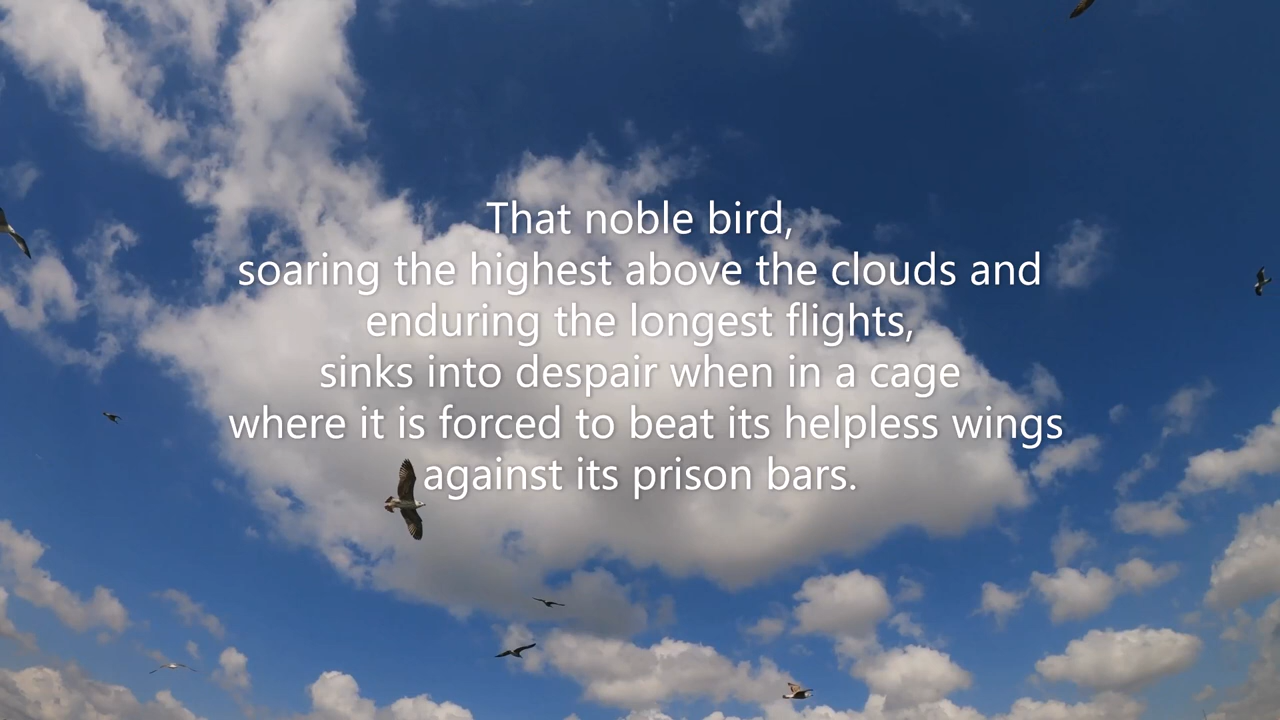 That noble bird,
soaring the highest above the clouds and
enduring the longest flights,
sinks into despair when in a cage
where it is forced to beat its helpless wings
against its prison bars.